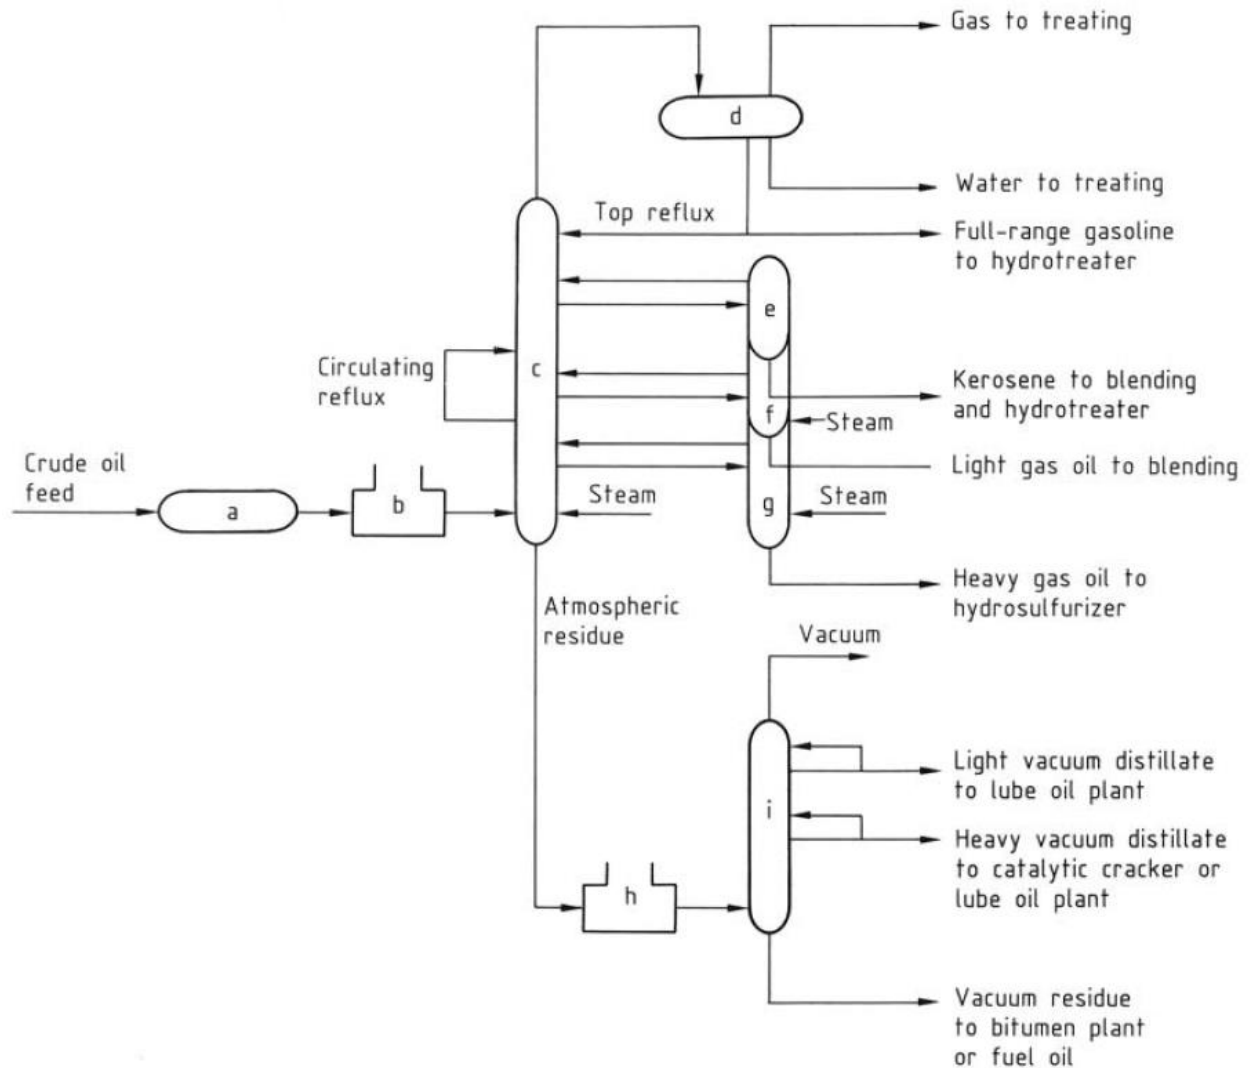 Gas to treating
d
Water to treating
Top reflux
Full-range gasoline
to hydrotreater
e
Circulating
reflux
c
Kerosene to blending
and hydrotreater
f
Steam
Crude oil
feed
Light gas oil to blending
a
b
Steam
g
Steam
Heavy gas oil to
hydrosulfurizer
Atmospheric
residue
Vacuum
Light vacuum distillate
to lube oil plant
i
Heavy vacuum distillate
to catalytic cracker or
lube oil plant
h
Vacuum residue
to bitumen plant
or fuel oil